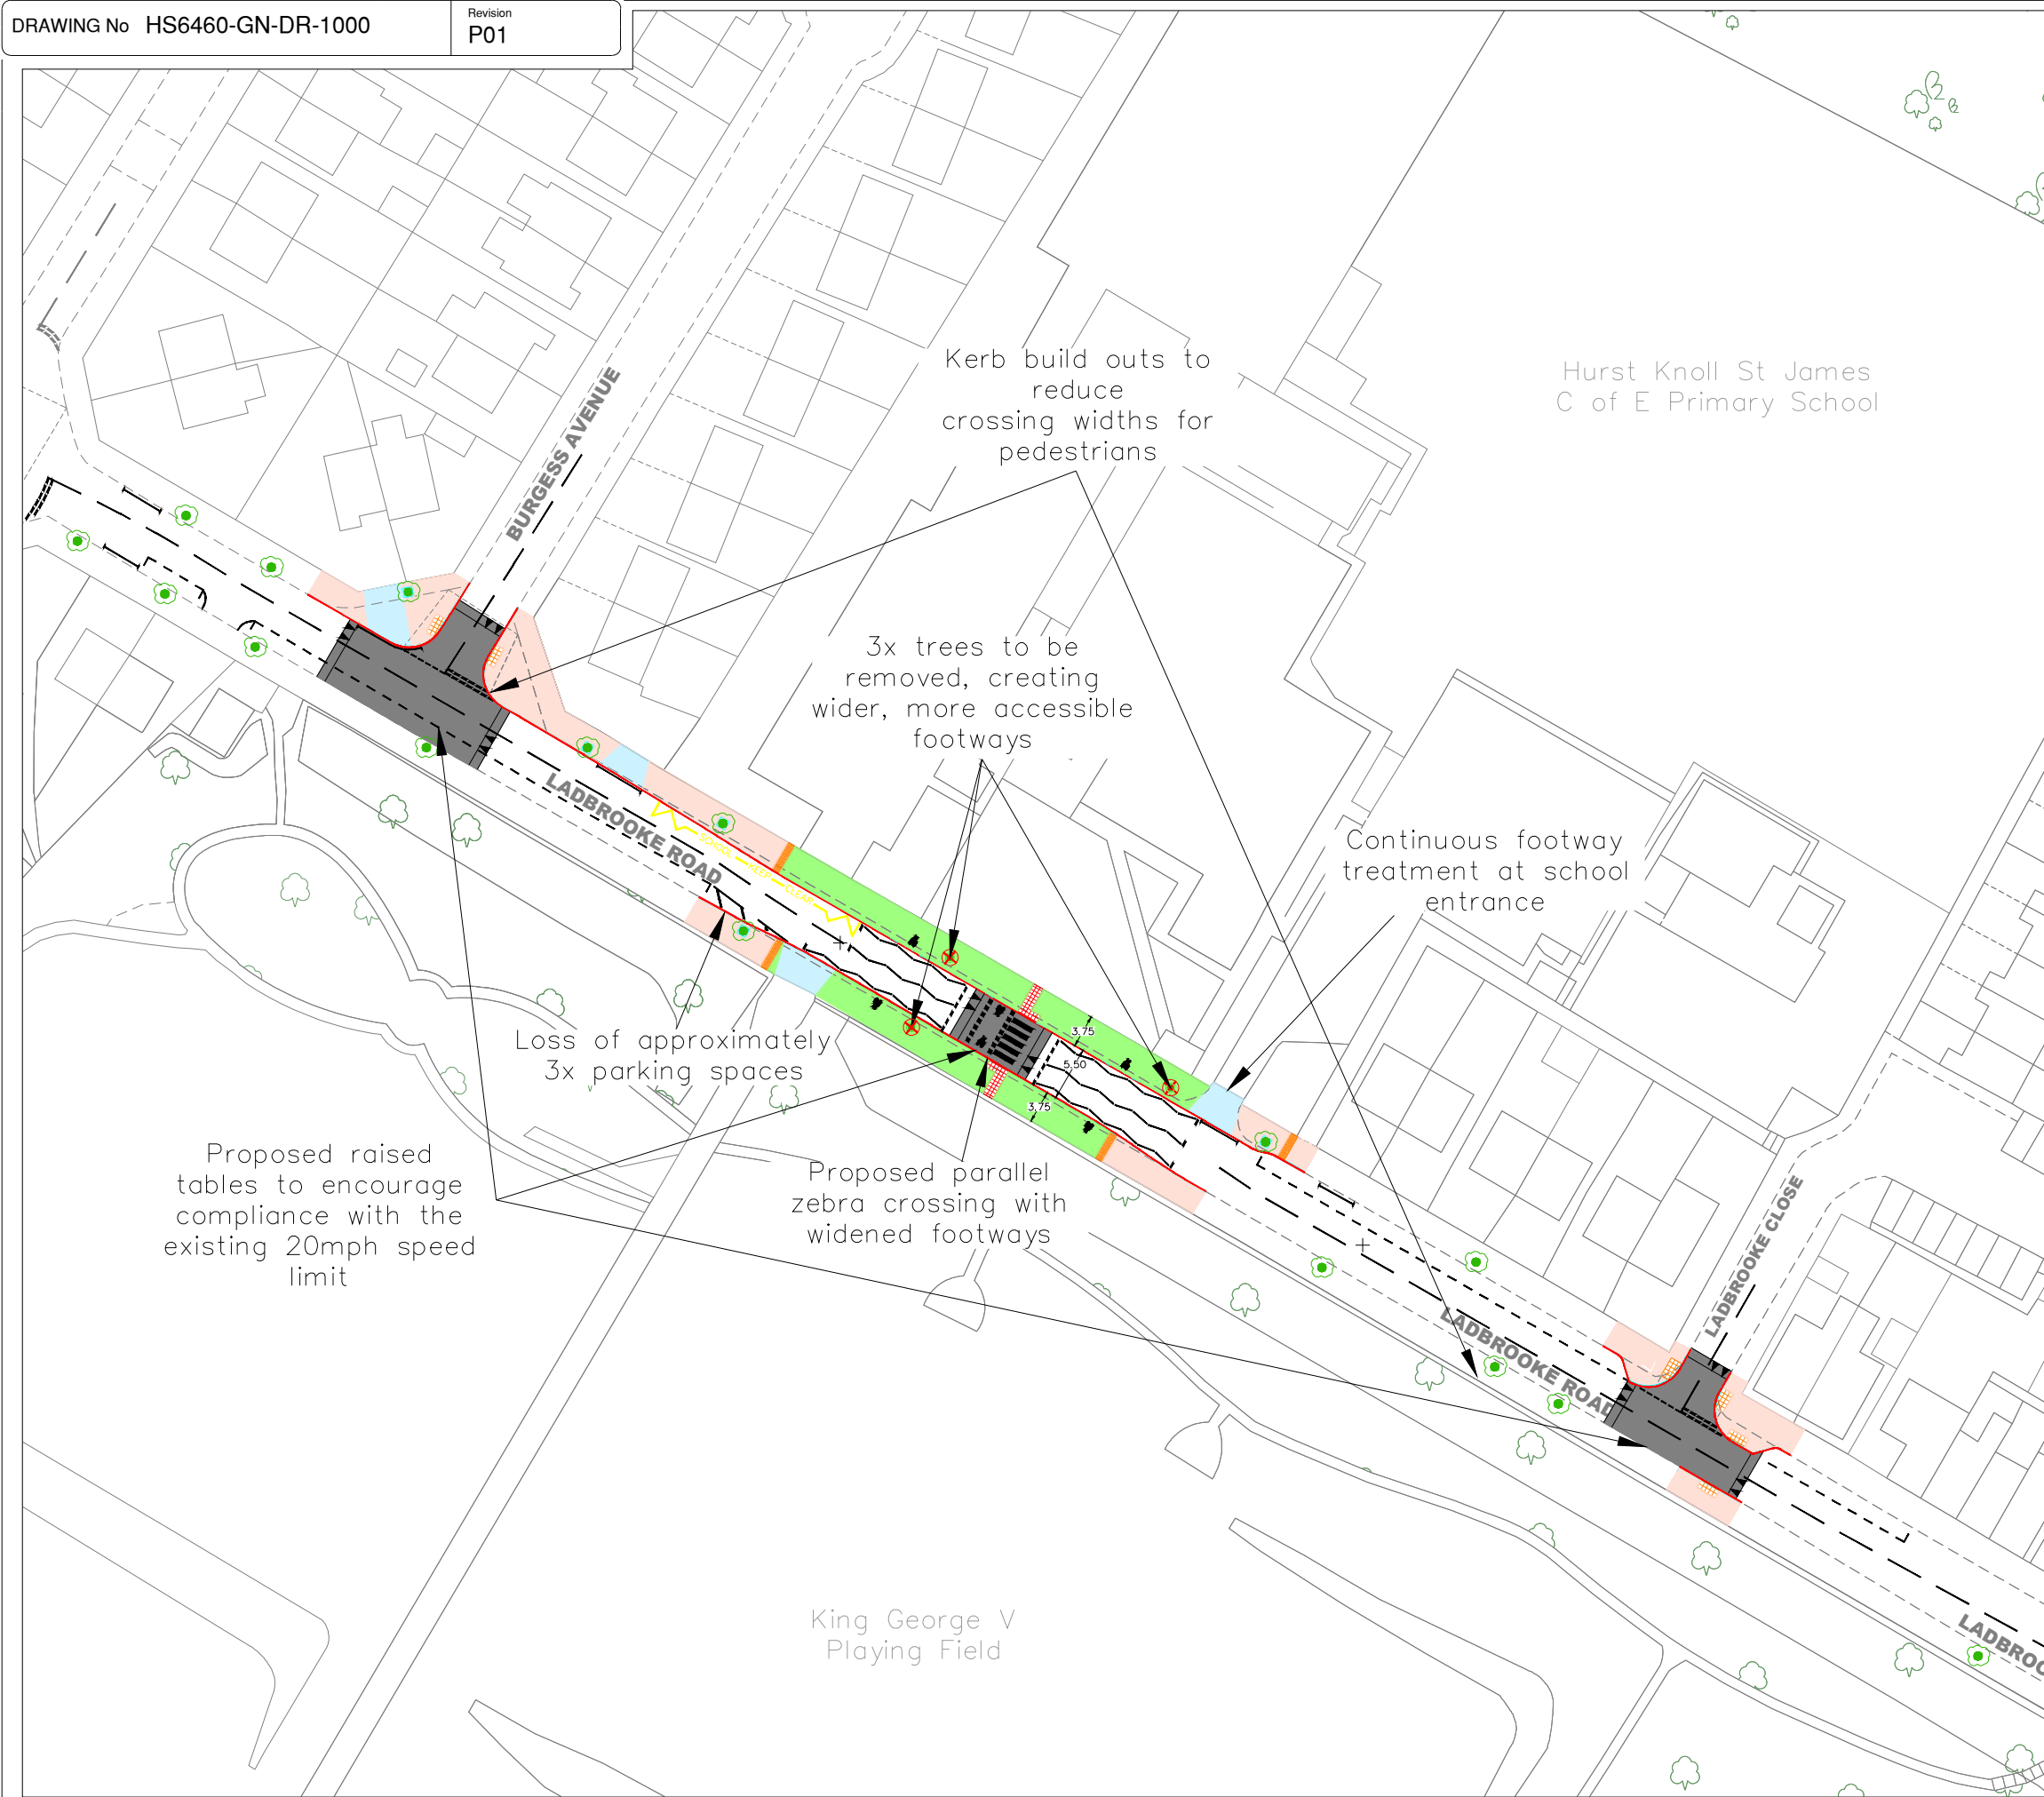 DRAWING No HS6460-GN-DR-1000
Revision
P01
BURGESS AVENUE
Kerb build outs to
reduce
crossing widths for
pedestrians
Hurst Knoll St James
C of E Primary School
3x trees to be
removed, creating
wider, more accessible
footways
LADBROOKE ROAD
SCHOOL KEEP CLEAR
Continuous footway
treatment at school
entrance
Loss of approximately
3x parking spaces
3.75
5.50
3.75
Proposed raised
tables to encourage
compliance with the
existing 20mph speed
limit
Proposed parallel
zebra crossing with
widened footways
LADBROOKE CLOSE
LADBROOKE ROAD
King George V
Playing Field
LADBROO